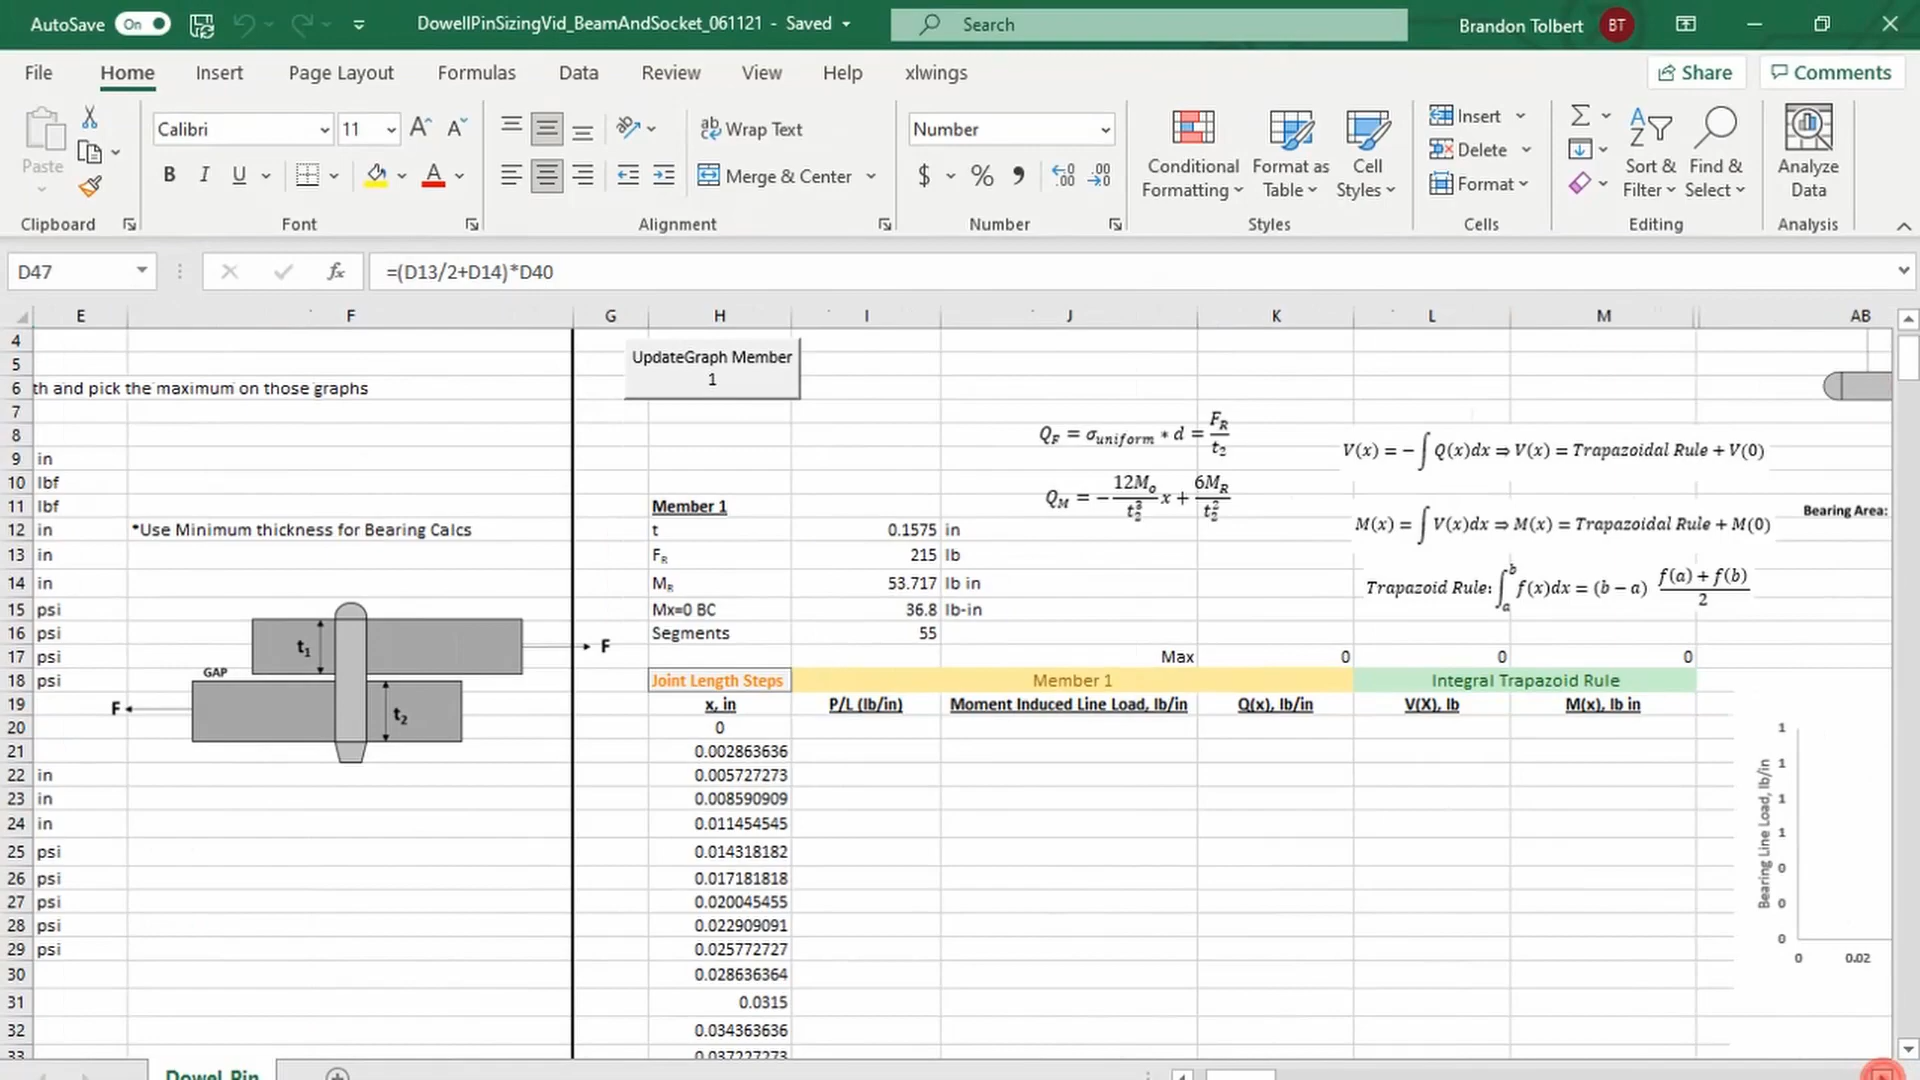 AutoSave On DowellPinSizingVid_BeamAndSocket_061121 - Saved Search Brandon Tolbert BT
File Home Insert Page Layout Formulas Data Review View Help xlwings Share Comments
Calibri 11 A A ab Wrap Text Number Insert
Paste B I U A Merge & Center $ % Conditional Formatting Format as Table Cell Styles Delete Format Sort & Filter Find & Select Analyze Data
Clipboard Font Alignment Number Styles Cells Editing Analysis
D47 fx =(D13/2+D14)*D40
E F G H I J K L M AB
4 UpdateGraph Member
1
5
6 th and pick the maximum on those graphs
7
8 Q_F = σ_uniform * d = F_R / t_2
V(x) = −∫ Q(x)dx ⇒ V(x) = Trapezoidal Rule + V(0)
9 in
10 lbf Q_M = − 12M_o / t_2^3 x + 6M_R / t_2^2
11 lbf Member 1 M(x) = ∫ V(x)dx ⇒ M(x) = Trapazoidal Rule + M(0) Bearing Area:
12 in *Use Minimum thickness for Bearing Calcs t 0.1575 in
13 in F_R 215 lb
14 in M_R 53.717 lb in Trapazoid Rule: ∫_a^b f(x)dx = (b − a) f(a) + f(b) / 2
15 psi Mx=0 BC 36.8 lb-in
16 psi Segments 55
17 psi Max 0 0 0
18 psi Joint Length Steps Member 1 Integral Trapazoid Rule
19 x, in P/L (lb/in) Moment Induced Line Load, lb/in Q(x), lb/in V(X), lb M(x), lb in
t1 F
GAP
F t2
20 0
21 0.002863636
22 in 0.005727273
23 in 0.008590909
24 in 0.011454545
25 psi 0.014318182
26 psi 0.017181818
27 psi 0.020045455
28 psi 0.022909091
29 psi 0.025772727
30 0.028636364
31 0.0315
32 0.034363636
33 0.037227273
Bearing Line Load, lb/in
1
1
1
1
0
0
0
0 0.02
Dowel Pin